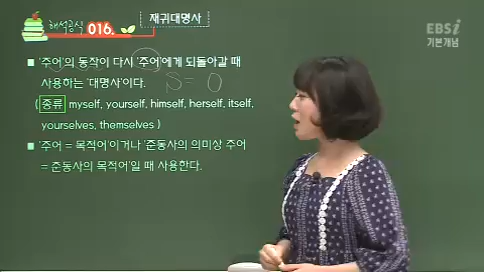 해석공식 016.
재귀대명사
EBSi
기본개념
■ '주어'의 동작이 다시 '주어'에게 되돌아갈 때
사용하는 '대명사'이다.
S = O
( 종류 myself, yourself, himself, herself, itself,
yourselves, themselves )
■ '주어 = 목적어'이거나 '준동사의 의미상 주어
= 준동사의 목적어'일 때 사용한다.